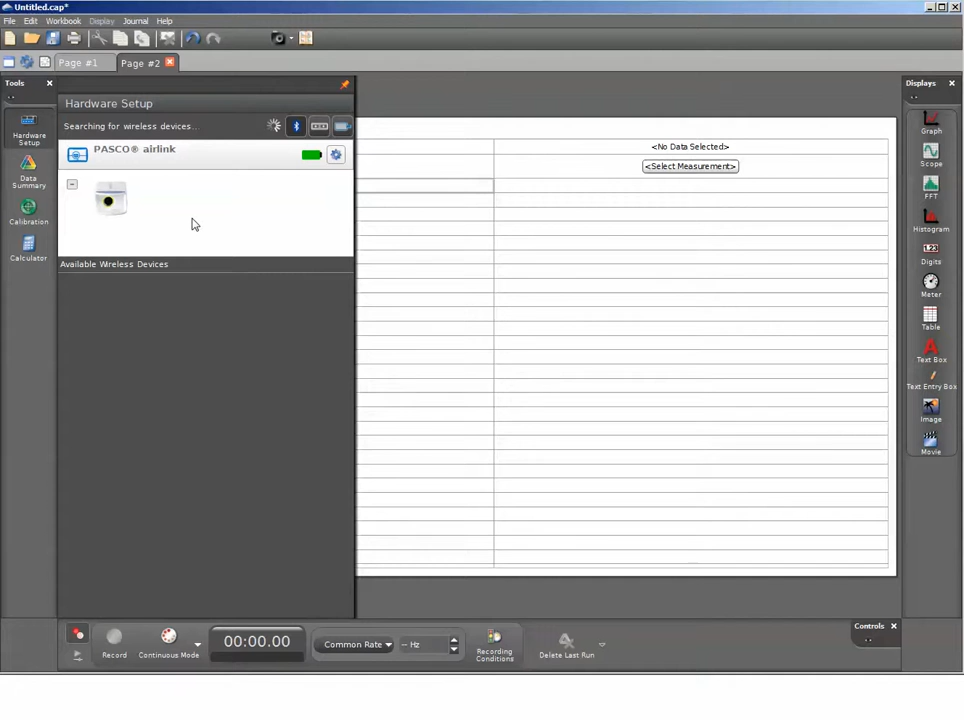 Untitled.cap*
File Edit Workbook Display Journal Help
Page #1 Page #2
Tools
Hardware Setup
Searching for wireless devices...
PASCO® airlink
Available Wireless Devices
Hardware
Setup
Data
Summary
Calibration
Calculator
<No Data Selected>
<Select Measurement>
Displays
Graph
Scope
FFT
Histogram
1.23
Digits
Meter
Table
A
Text Box
Text Entry Box
Image
Movie
Record
Continuous Mode
00:00.00
Common Rate
-- Hz
Recording
Conditions
Delete Last Run
Controls